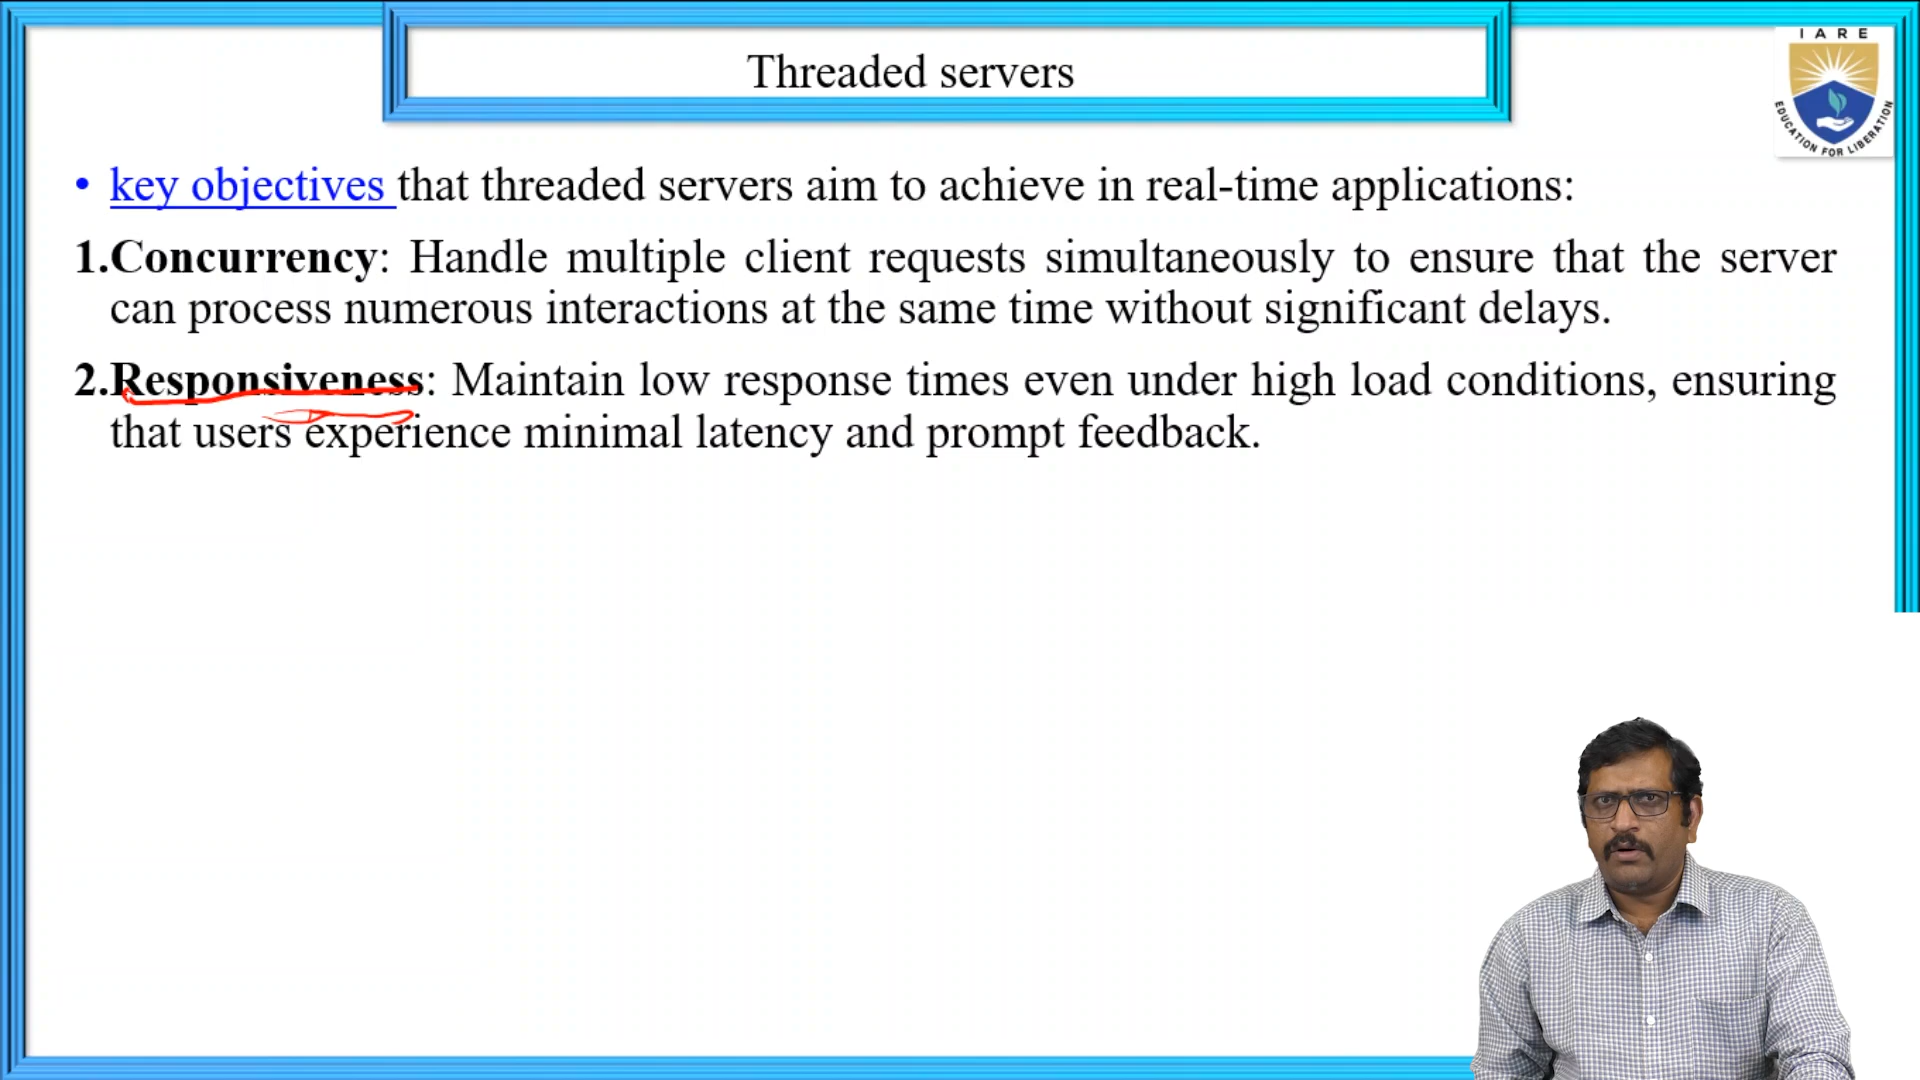 Threaded servers
IARE
EDUCATION FOR LIBERATION
• key objectives that threaded servers aim to achieve in real-time applications:
1.Concurrency: Handle multiple client requests simultaneously to ensure that the server
can process numerous interactions at the same time without significant delays.
2.Responsiveness: Maintain low response times even under high load conditions, ensuring
that users experience minimal latency and prompt feedback.